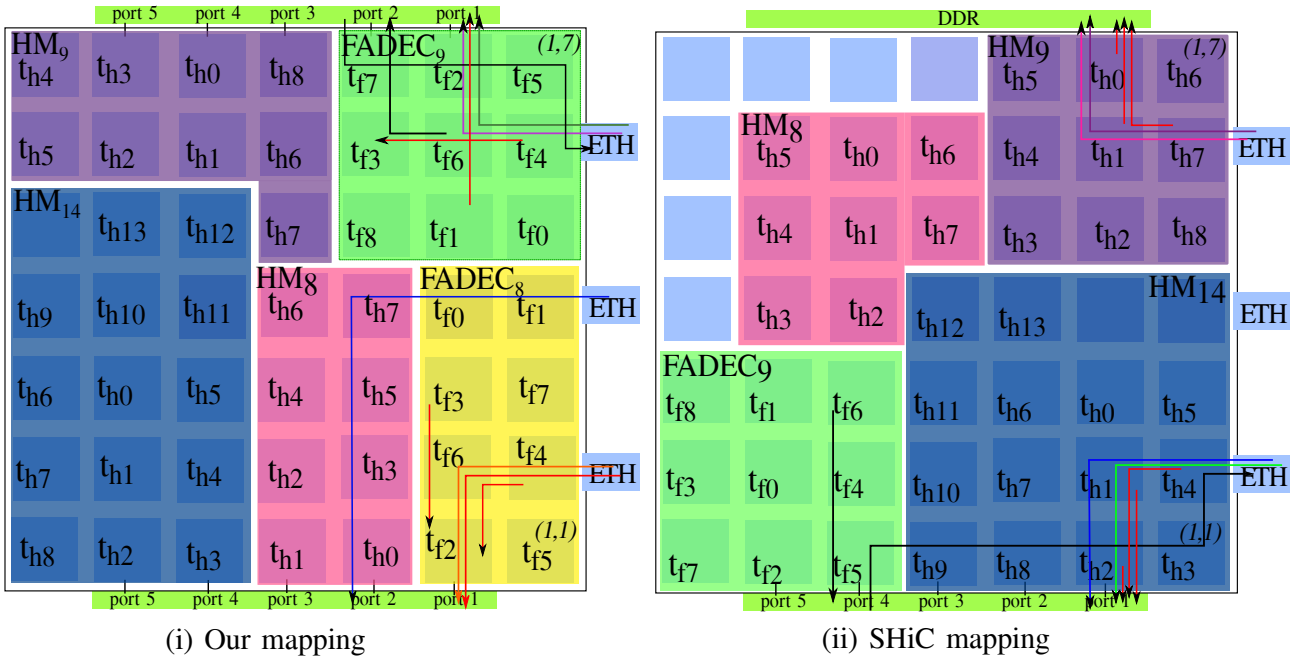 port 5 port 4 port 3 port 2 port 1
HM9 FADEC9 (1,7)
th4 th3 th0 th8 tf7 tf2 tf5
th5 th2 th1 th6 tf3 tf6 tf4 ETH
HM14 th13 th12 th7 tf8 tf1 tf0
HM8 FADEC8
th9 th10 th11 th6 th7 tf0 tf1 ETH
th6 th0 th5 th4 th5 tf3 tf7
th7 th1 th4 th2 th3 tf6 tf4 ETH
(1,1)
th8 th2 th3 th1 th0 tf2 tf5
port 5 port 4 port 3 port 2 port 1
(i) Our mapping
DDR
HM9 (1,7)
th5 th0 th6
HM8
th5 th0 th6 th4 th1 th7 ETH
th4 th1 th7 th3 th2 th8
HM14
th3 th2 th12 th13 ETH
FADEC9
tf8 tf1 tf6 th11 th6 th0 th5
tf3 tf0 tf4 th10 th7 th1 th4 ETH
(1,1)
tf7 tf2 tf5 th9 th8 th2 th3
port 5 port 4 port 3 port 2 port 1
(ii) SHiC mapping